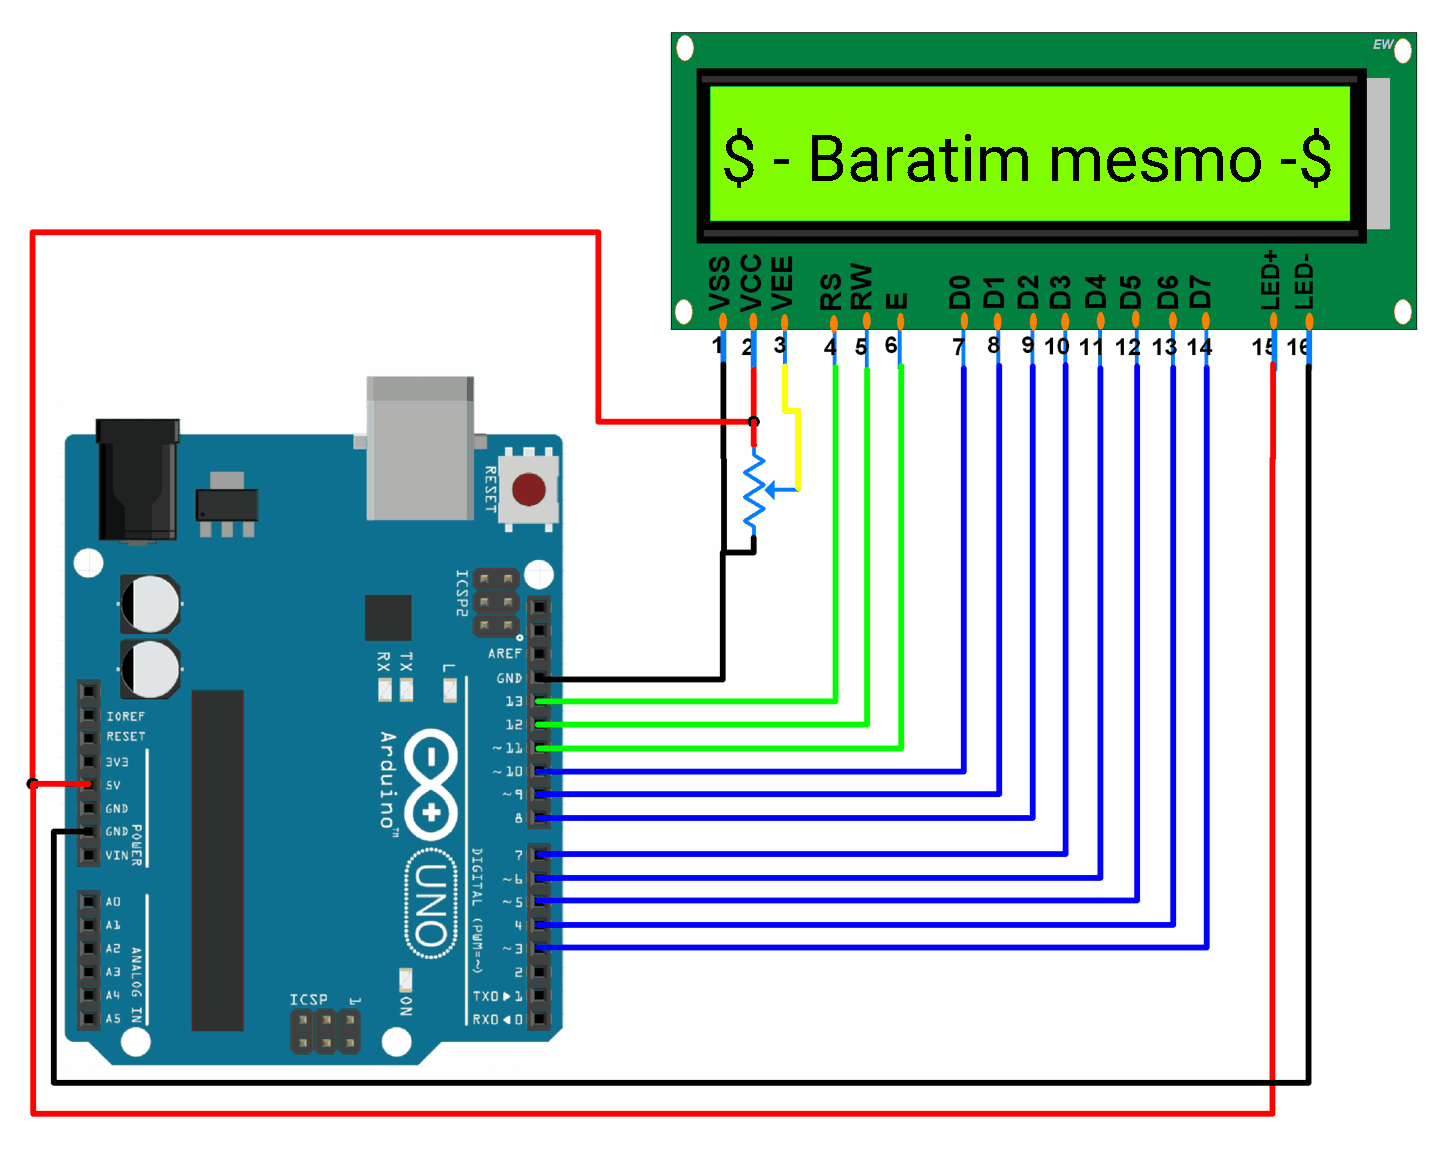 EW
$ - Baratim mesmo -$
VSS VCC VEE RS RW E D0 D1 D2 D3 D4 D5 D6 D7 LED+ LED-
1 2 3 4 5 6 7 8 9 10 11 12 13 14 15 16
RESET
ICSP2
AREF
GND
13
12
~11
~10
~9
8
7
~6
~5
4
~3
2
TX0▶1
RX0◀0
RX TX L
IOREF
RESET
3V3
5V
GND
GND
VIN
POWER
A0
A1
A2
A3
A4
A5
ANALOG IN
Arduino™
UNO
DIGITAL (PWM=~)
ON
ICSP 1